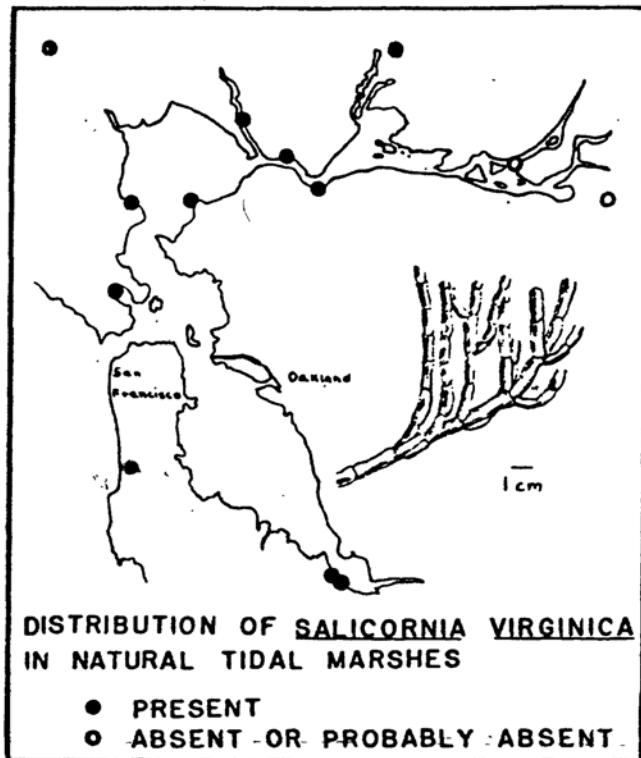 San
Francisco
Oakland
1 cm
DISTRIBUTION OF SALICORNIA VIRGINICA
IN NATURAL TIDAL MARSHES
PRESENT
ABSENT OR PROBABLY ABSENT